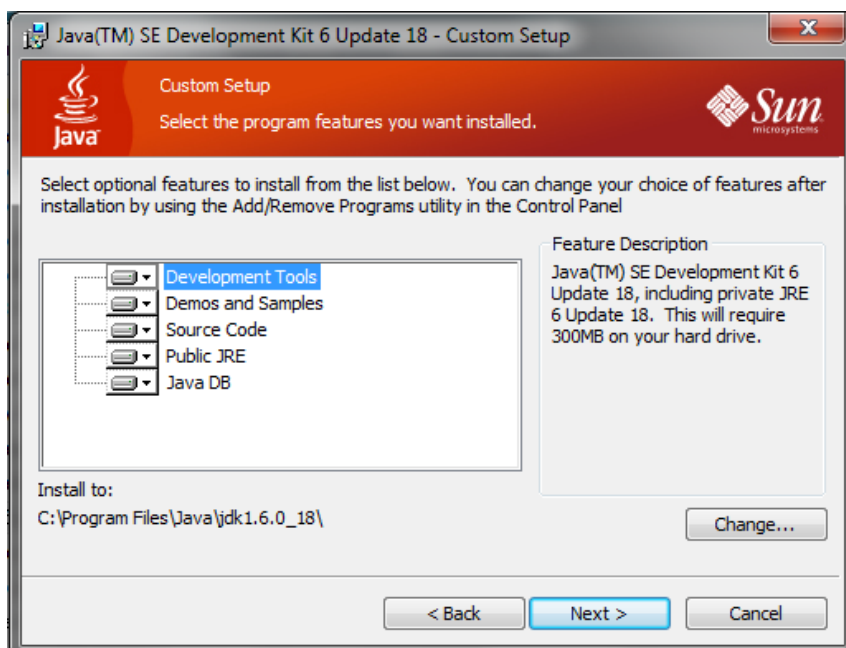 Java(TM) SE Development Kit 6 Update 18 - Custom Setup
Java
Custom Setup
Select the program features you want installed.
Sun
microsystems
Select optional features to install from the list below.  You can change your choice of features after
installation by using the Add/Remove Programs utility in the Control Panel
Development Tools
Demos and Samples
Source Code
Public JRE
Java DB
Feature Description
Java(TM) SE Development Kit 6
Update 18, including private JRE
6 Update 18.  This will require
300MB on your hard drive.
Install to:
C:\Program Files\Java\jdk1.6.0_18\
Change...
< Back
Next >
Cancel